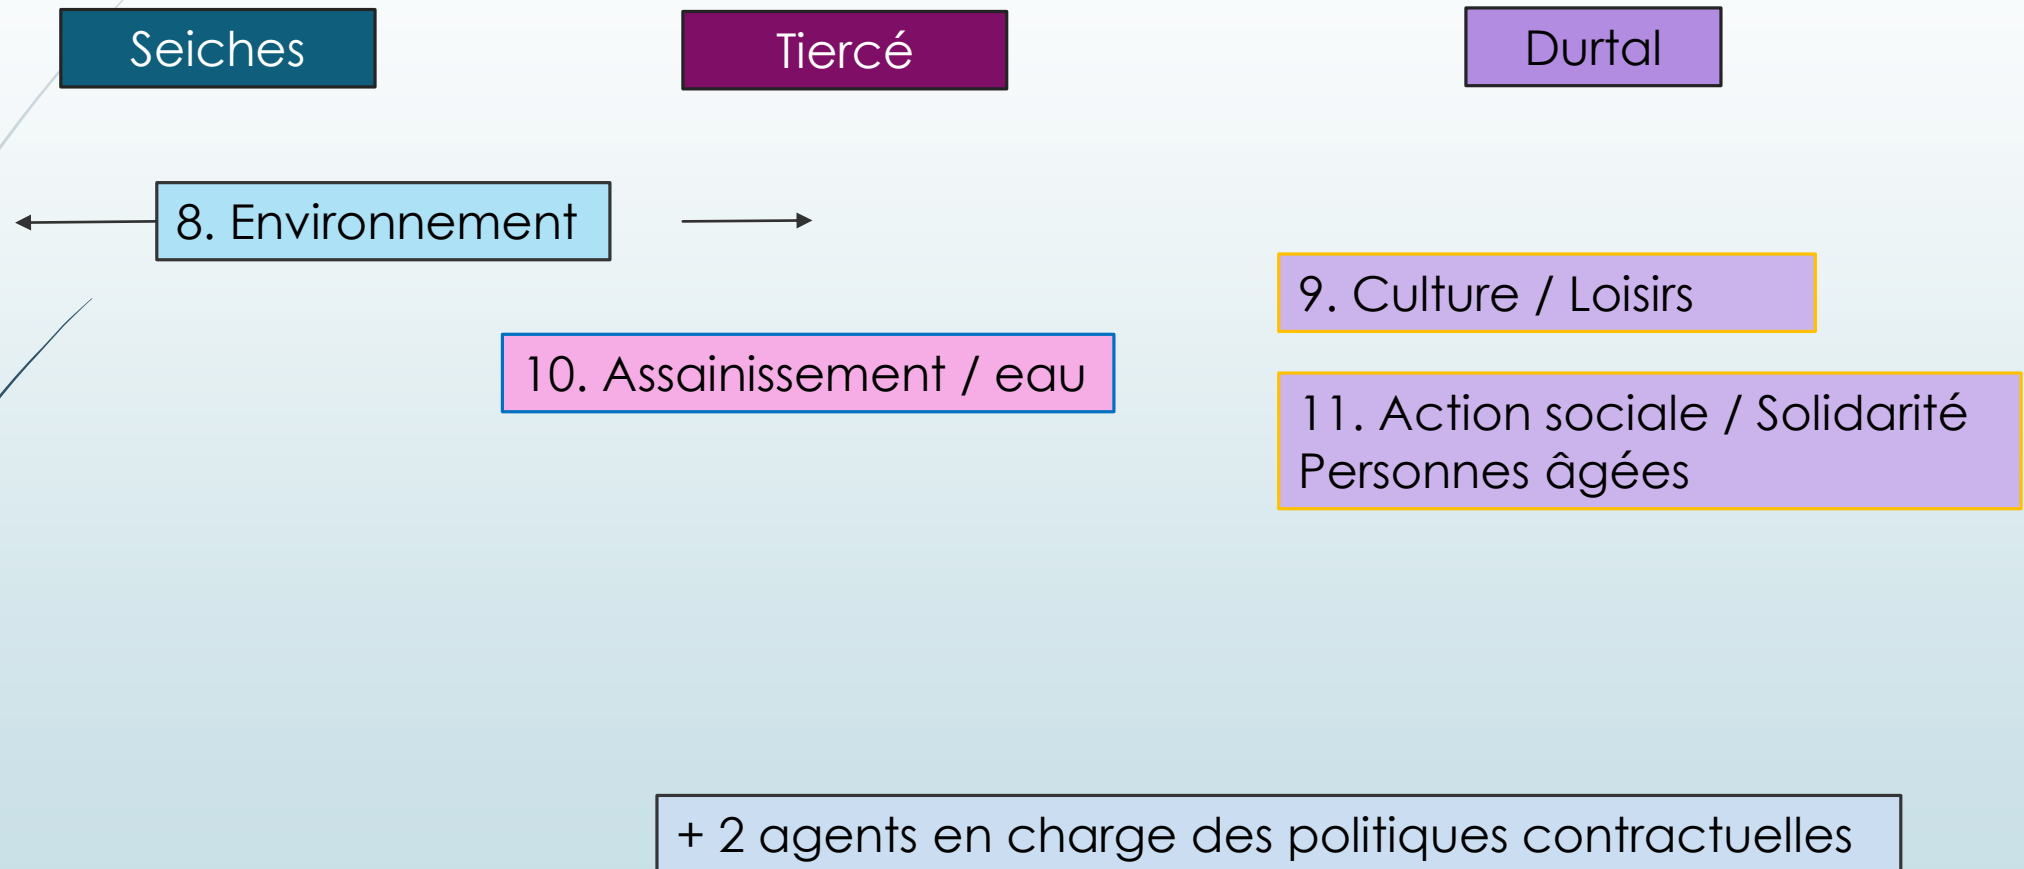 Seiches
Tiercé
Durtal
8. Environnement
9. Culture / Loisirs
10. Assainissement / eau
11. Action sociale / Solidarité
Personnes âgées
+ 2 agents en charge des politiques contractuelles